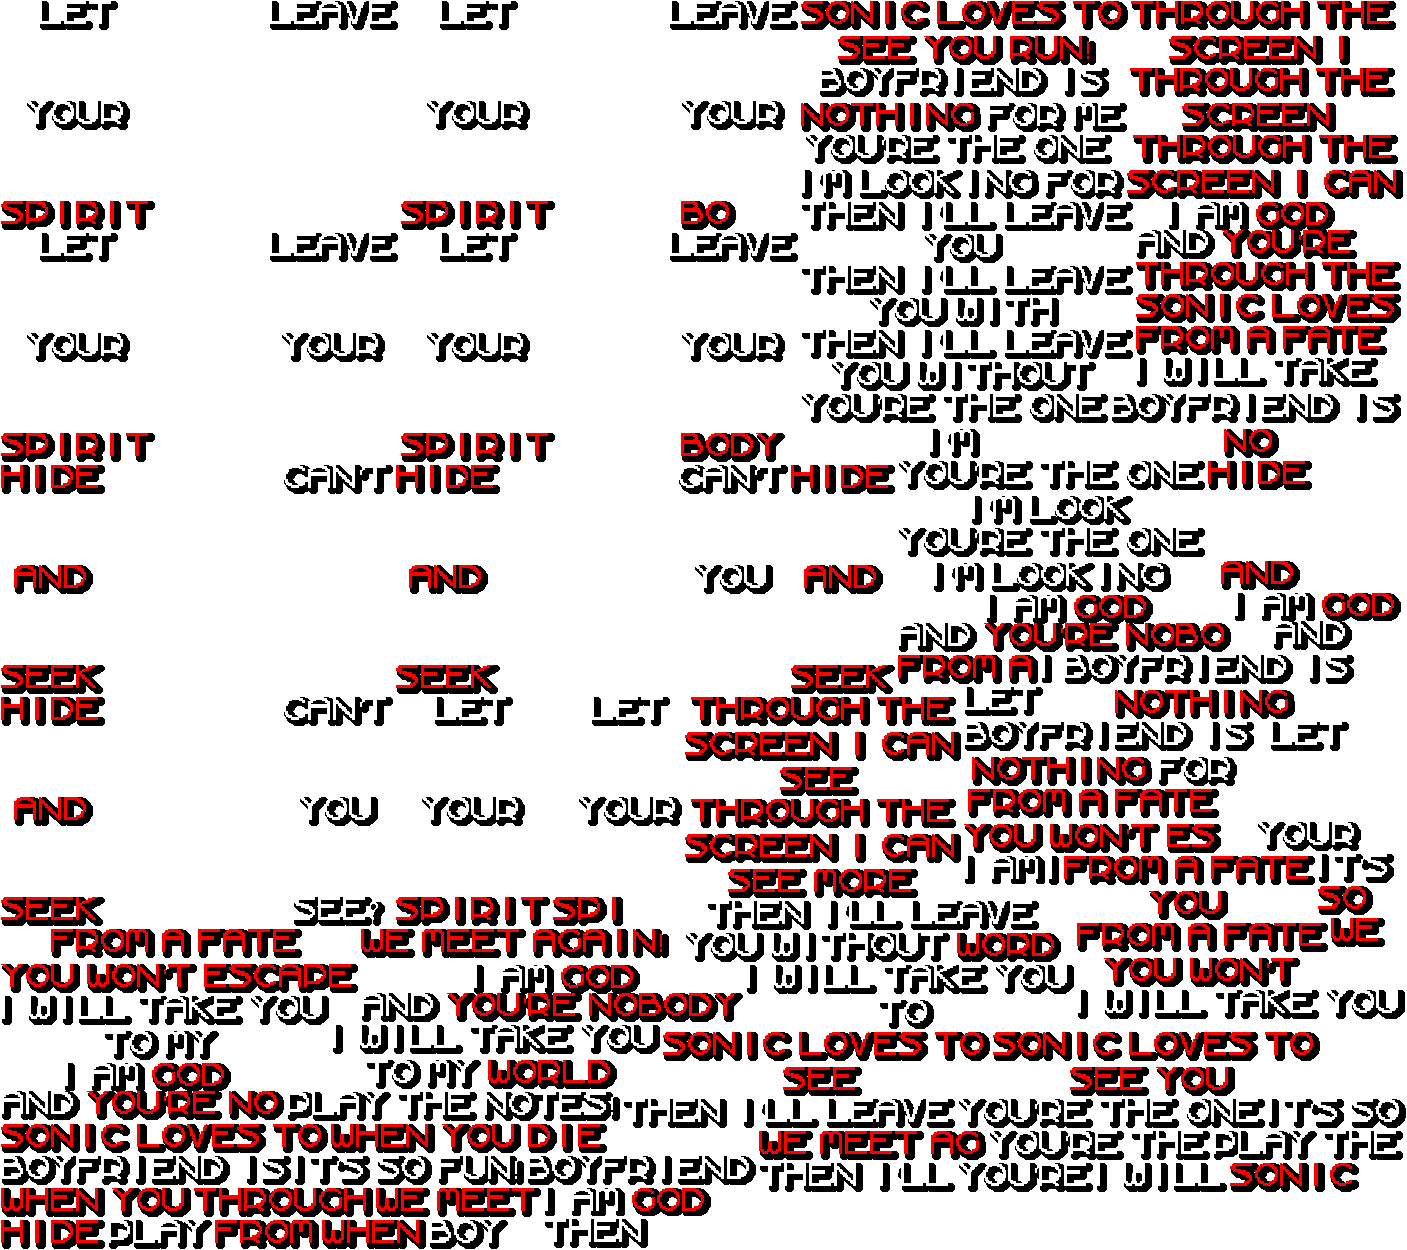 LET LEAVE LET LEAVE SONIC LOVES TO THROUGH THE
SEE YOU RUN! SCREEN I
BOYFRIEND IS THROUGH THE
YOUR YOUR YOUR NOTHING FOR ME SCREEN
YOU'RE THE ONE THROUGH THE
I'M LOOKING FOR SCREEN I CAN
SPIRIT SPIRIT BO THEN I'LL LEAVE I AM GOD
LET LEAVE LET LEAVE YOU AND YOU'RE
THEN I'LL LEAVE THROUGH THE
YOU WITH SONIC LOVES
YOUR YOUR YOUR YOUR THEN I'LL LEAVE FROM A FATE
YOU WITHOUT I WILL TAKE
YOU'RE THE ONE BOYFRIEND IS
SPIRIT SPIRIT BODY I'M NO
HIDE CAN'T HIDE CAN'T HIDE YOU'RE THE ONE HIDE
I'M LOOK
YOU'RE THE ONE
AND AND YOU AND I'M LOOKING AND
I AM GOD I AM GOD
AND YOU'RE NOBO AND
SEEK SEEK SEEK FROM A I BOYFRIEND IS
HIDE CAN'T LET LET THROUGH THE LET NOTHING
SCREEN I CAN BOYFRIEND IS LET
SEE NOTHING FOR
AND YOU YOUR YOUR THROUGH THE FROM A FATE
SCREEN I CAN YOU WON'T ES YOUR
SEE MORE I AM I FROM A FATE IT'S
SEEK SEE? SPIRIT SPI THEN I'LL LEAVE YOU SO
FROM A FATE WE MEET AGAIN! YOU WITHOUT WORD FROM A FATE WE
YOU WON'T ESCAPE I AM GOD I WILL TAKE YOU YOU WON'T
I WILL TAKE YOU AND YOU'RE NOBODY TO I WILL TAKE YOU
TO MY I WILL TAKE YOU SONIC LOVES TO SONIC LOVES TO
I AM GOD TO MY WORLD SEE SEE YOU
AND YOU'RE NO PLAY THE NOTES! THEN I'LL LEAVE YOU'RE THE ONE IT'S SO
SONIC LOVES TO WHEN YOU DIE WE MEET AG YOU'RE THE PLAY THE
BOYFRIEND IS IT'S SO FUN! BOYFRIEND THEN I'LL YOU'RE I WILL SONIC
WHEN YOU THROUGH WE MEET I AM GOD
HIDE PLAY FROM WHEN BOY THEN